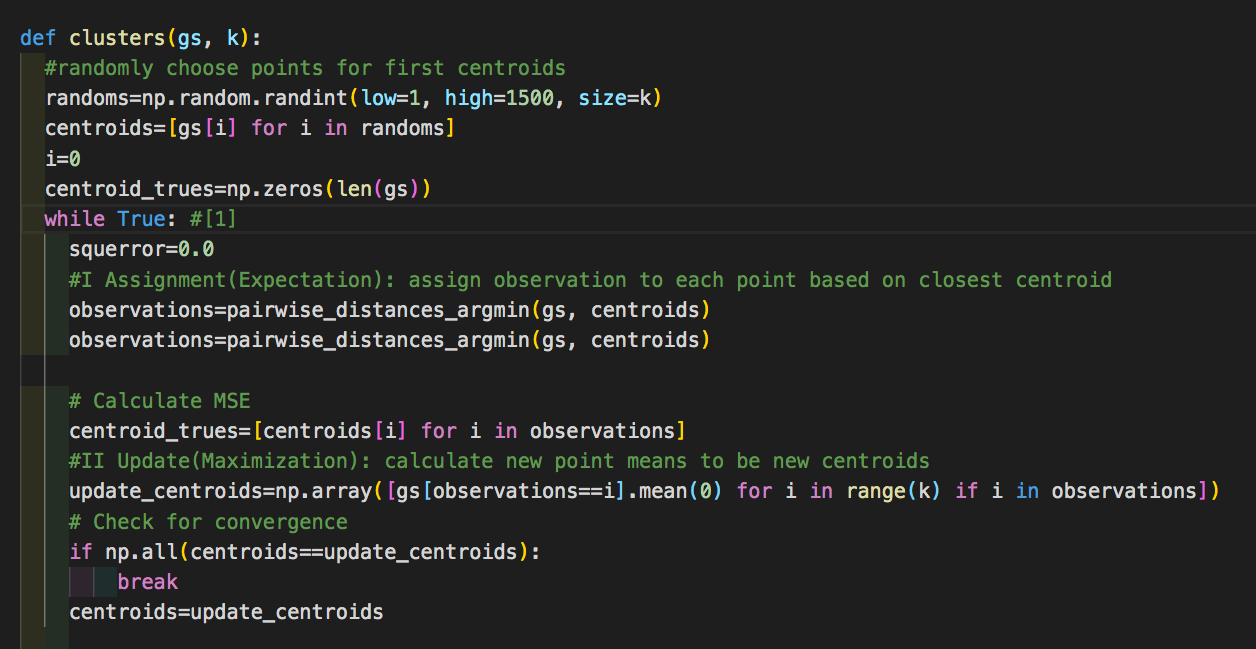 def clusters(gs, k):
#randomly choose points for first centroids
randoms=np.random.randint(low=1, high=1500, size=k)
centroids=[gs[i] for i in randoms]
i=0
centroid_trues=np.zeros(len(gs))
while True: #[1]
squerror=0.0
#I Assignment(Expectation): assign observation to each point based on closest centroid
observations=pairwise_distances_argmin(gs, centroids)
observations=pairwise_distances_argmin(gs, centroids)
# Calculate MSE
centroid_trues=[centroids[i] for i in observations]
#II Update(Maximization): calculate new point means to be new centroids
update_centroids=np.array([gs[observations==i].mean(0) for i in range(k) if i in observations])
# Check for convergence
if np.all(centroids==update_centroids):
break
centroids=update_centroids